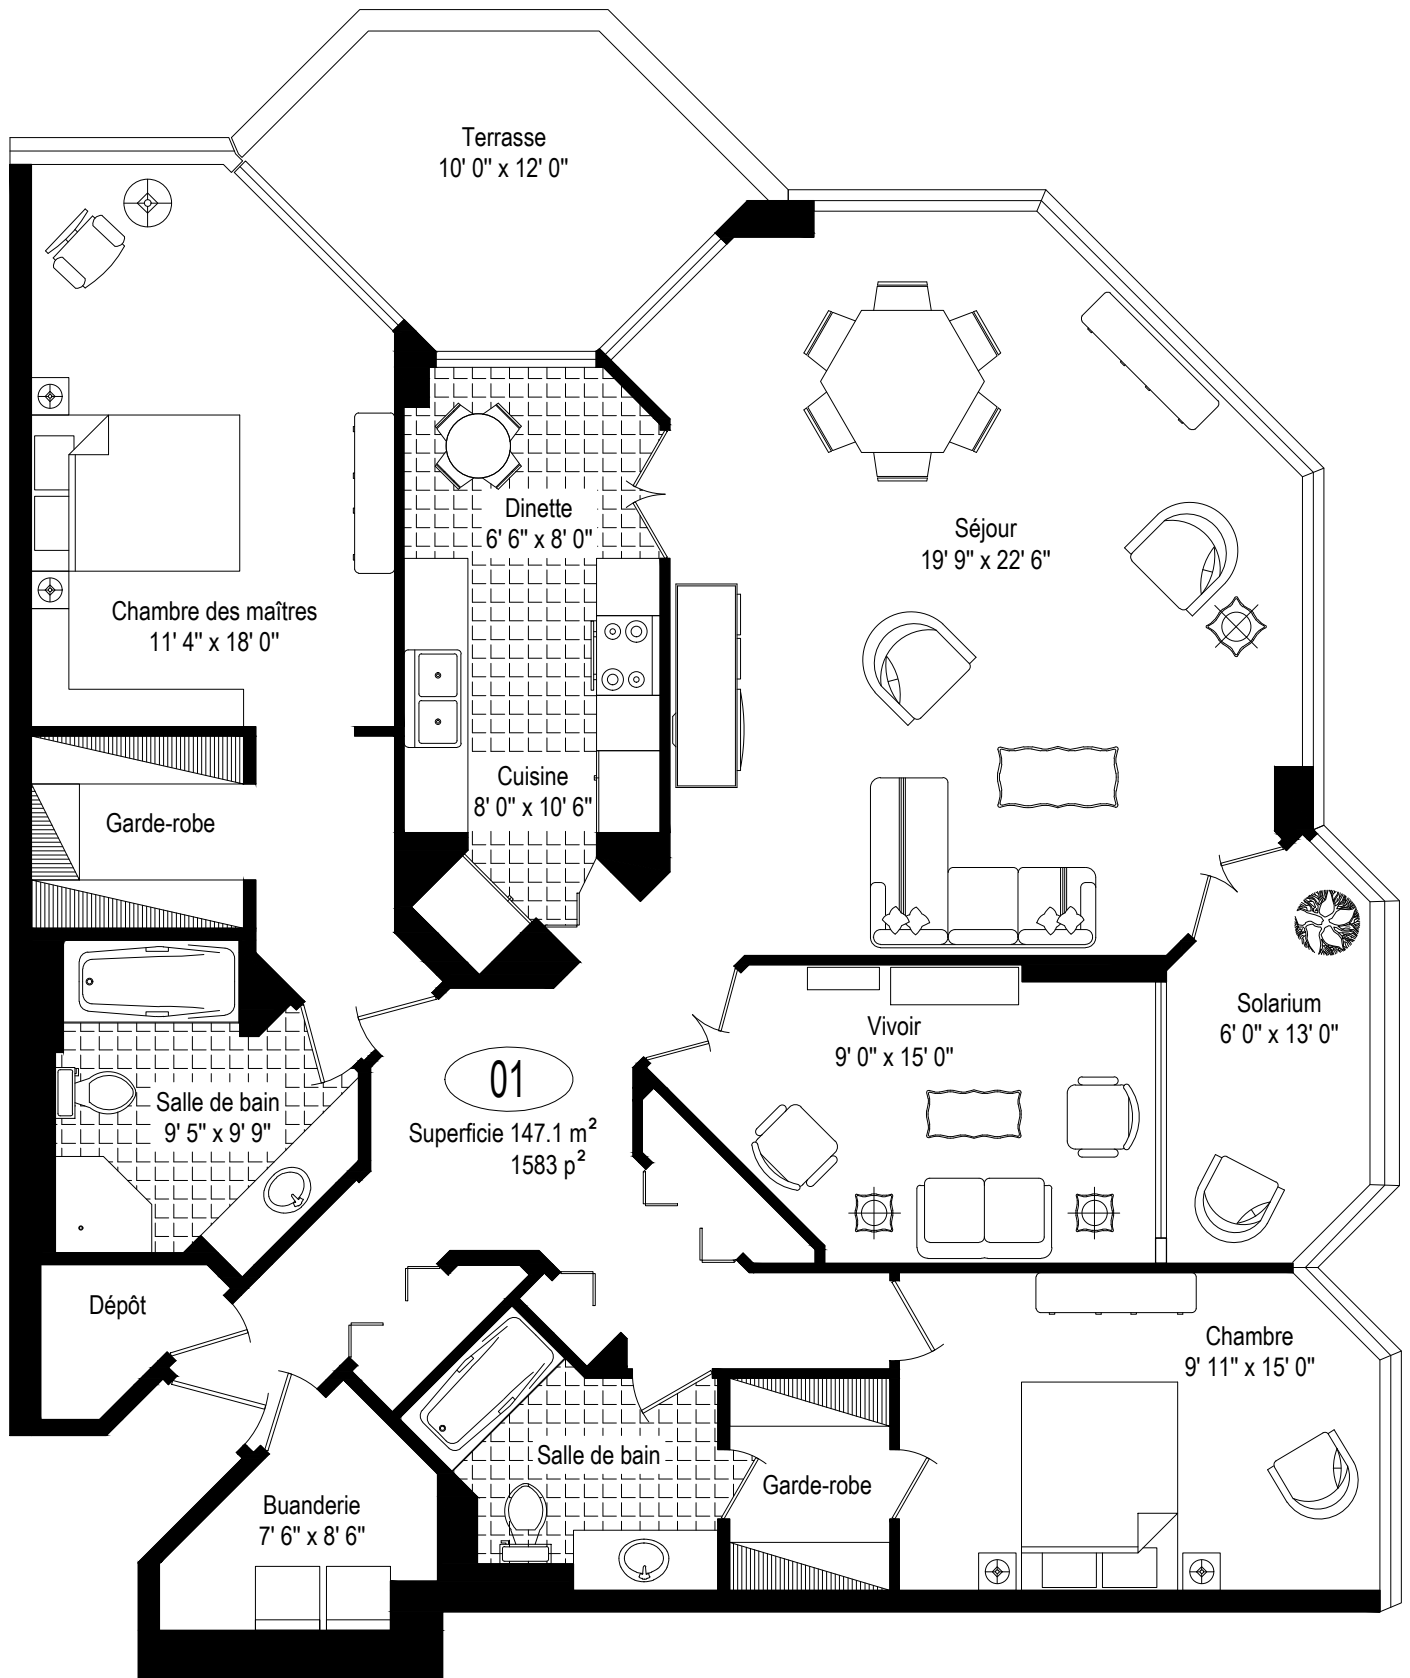 Terrasse
10' 0" x 12' 0"
Dinette
6' 6" x 8' 0"
Séjour
19' 9" x 22' 6"
Chambre des maîtres
11' 4" x 18' 0"
Cuisine
8' 0" x 10' 6"
Garde-robe
Solarium
6' 0" x 13' 0"
Vivoir
9' 0" x 15' 0"
01
Superficie 147.1 m²
1583 p²
Salle de bain
9' 5" x 9' 9"
Dépôt
Chambre
9' 11" x 15' 0"
Salle de bain
Garde-robe
Buanderie
7' 6" x 8' 6"